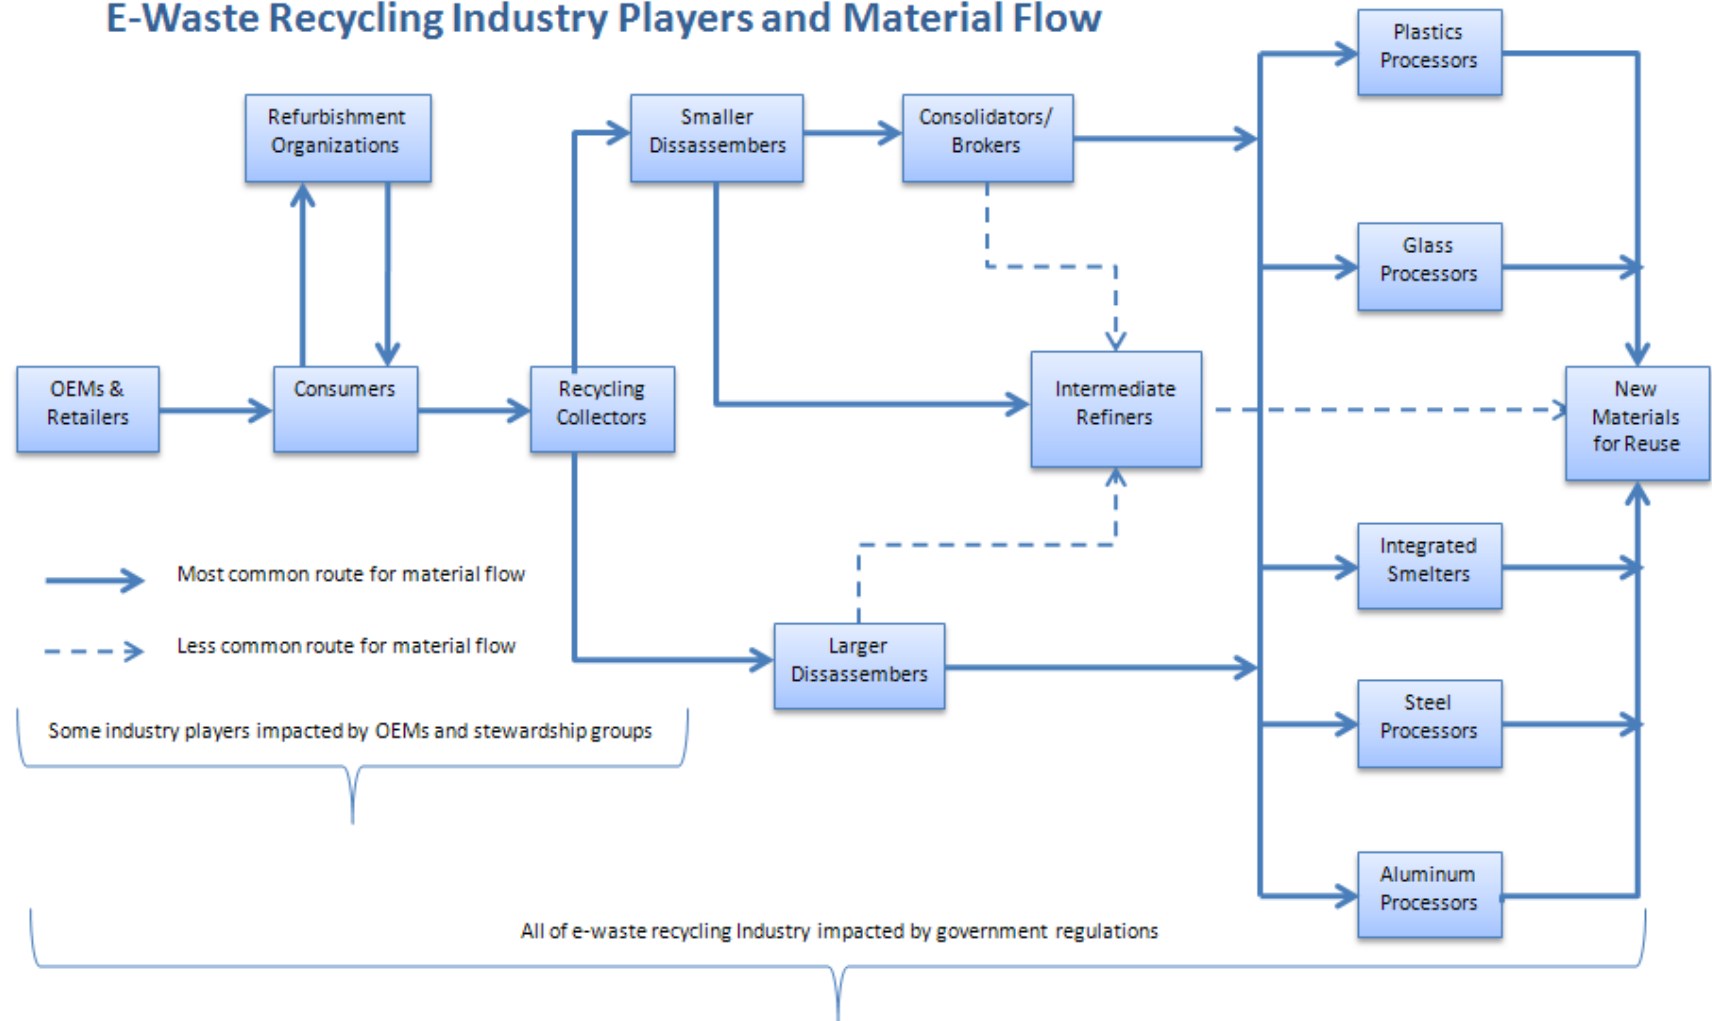 E-Waste Recycling Industry Players and Material Flow
Plastics
Processors
Refurbishment
Organizations
Smaller
Dissassembers
Consolidators/
Brokers
Glass
Processors
OEMs &
Retailers
Consumers
Recycling
Collectors
Intermediate
Refiners
New
Materials
for Reuse
Integrated
Smelters
Most common route for material flow
Less common route for material flow
Larger
Dissassembers
Steel
Processors
Some industry players impacted by OEMs and stewardship groups
Aluminum
Processors
All of e-waste recycling Industry impacted by government regulations